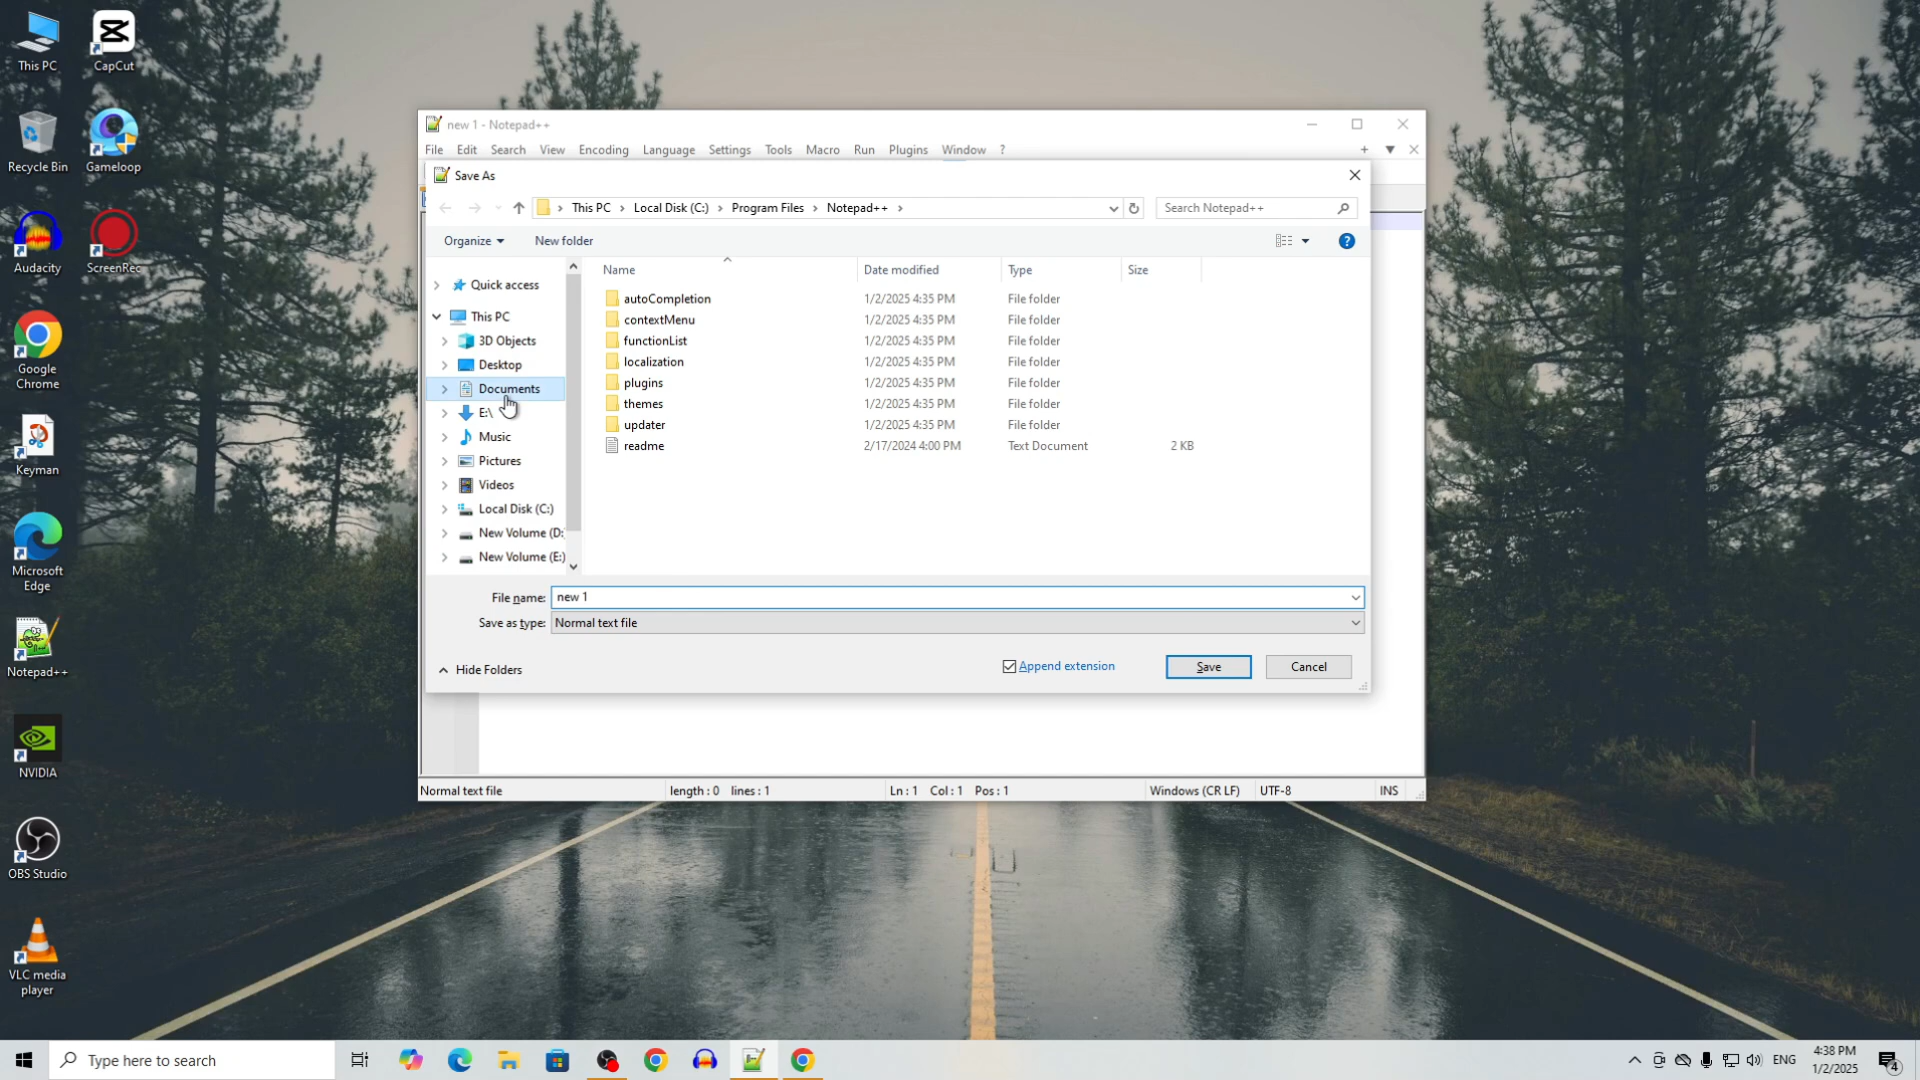 This PC
CapCut
Recycle Bin
Gameloop
Audacity
ScreenRec
Google
Chrome
Keyman
Microsoft
Edge
Notepad++
NVIDIA
OBS Studio
VLC media
player
new 1 - Notepad++
File Edit Search View Encoding Language Settings Tools Macro Run Plugins Window ?
Save As
This PC › Local Disk (C:) › Program Files › Notepad++ ›
Search Notepad++
Organize New folder
Quick access
This PC
3D Objects
Desktop
Documents
E:\
Music
Pictures
Videos
Local Disk (C:)
New Volume (D:
New Volume (E:)
Name Date modified Type Size
autoCompletion 1/2/2025 4:35 PM File folder
contextMenu 1/2/2025 4:35 PM File folder
functionList 1/2/2025 4:35 PM File folder
localization 1/2/2025 4:35 PM File folder
plugins 1/2/2025 4:35 PM File folder
themes 1/2/2025 4:35 PM File folder
updater 1/2/2025 4:35 PM File folder
readme 2/17/2024 4:00 PM Text Document 2 KB
File name: new 1
Save as type: Normal text file
Hide Folders
Append extension
Save
Cancel
Normal text file length : 0 lines : 1 Ln : 1 Col : 1 Pos : 1 Windows (CR LF) UTF-8 INS
Type here to search
ENG
4:38 PM
1/2/2025
4